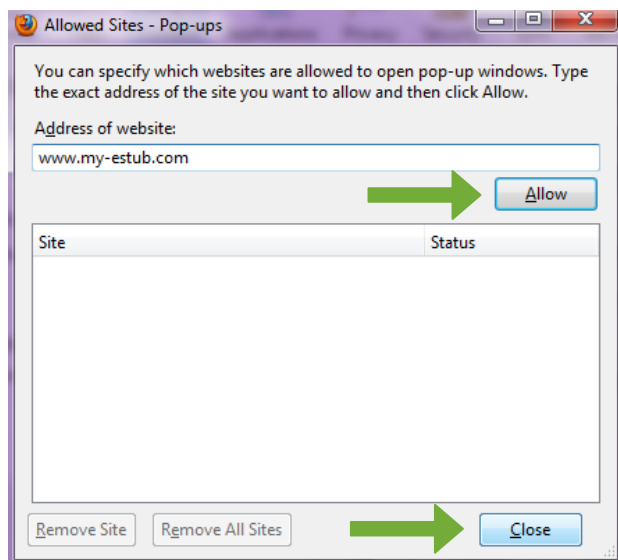 Allowed Sites - Pop-ups
You can specify which websites are allowed to open pop-up windows. Type
the exact address of the site you want to allow and then click Allow.
Address of website:
www.my-estub.com
Allow
Site Status
Remove Site Remove All Sites Close